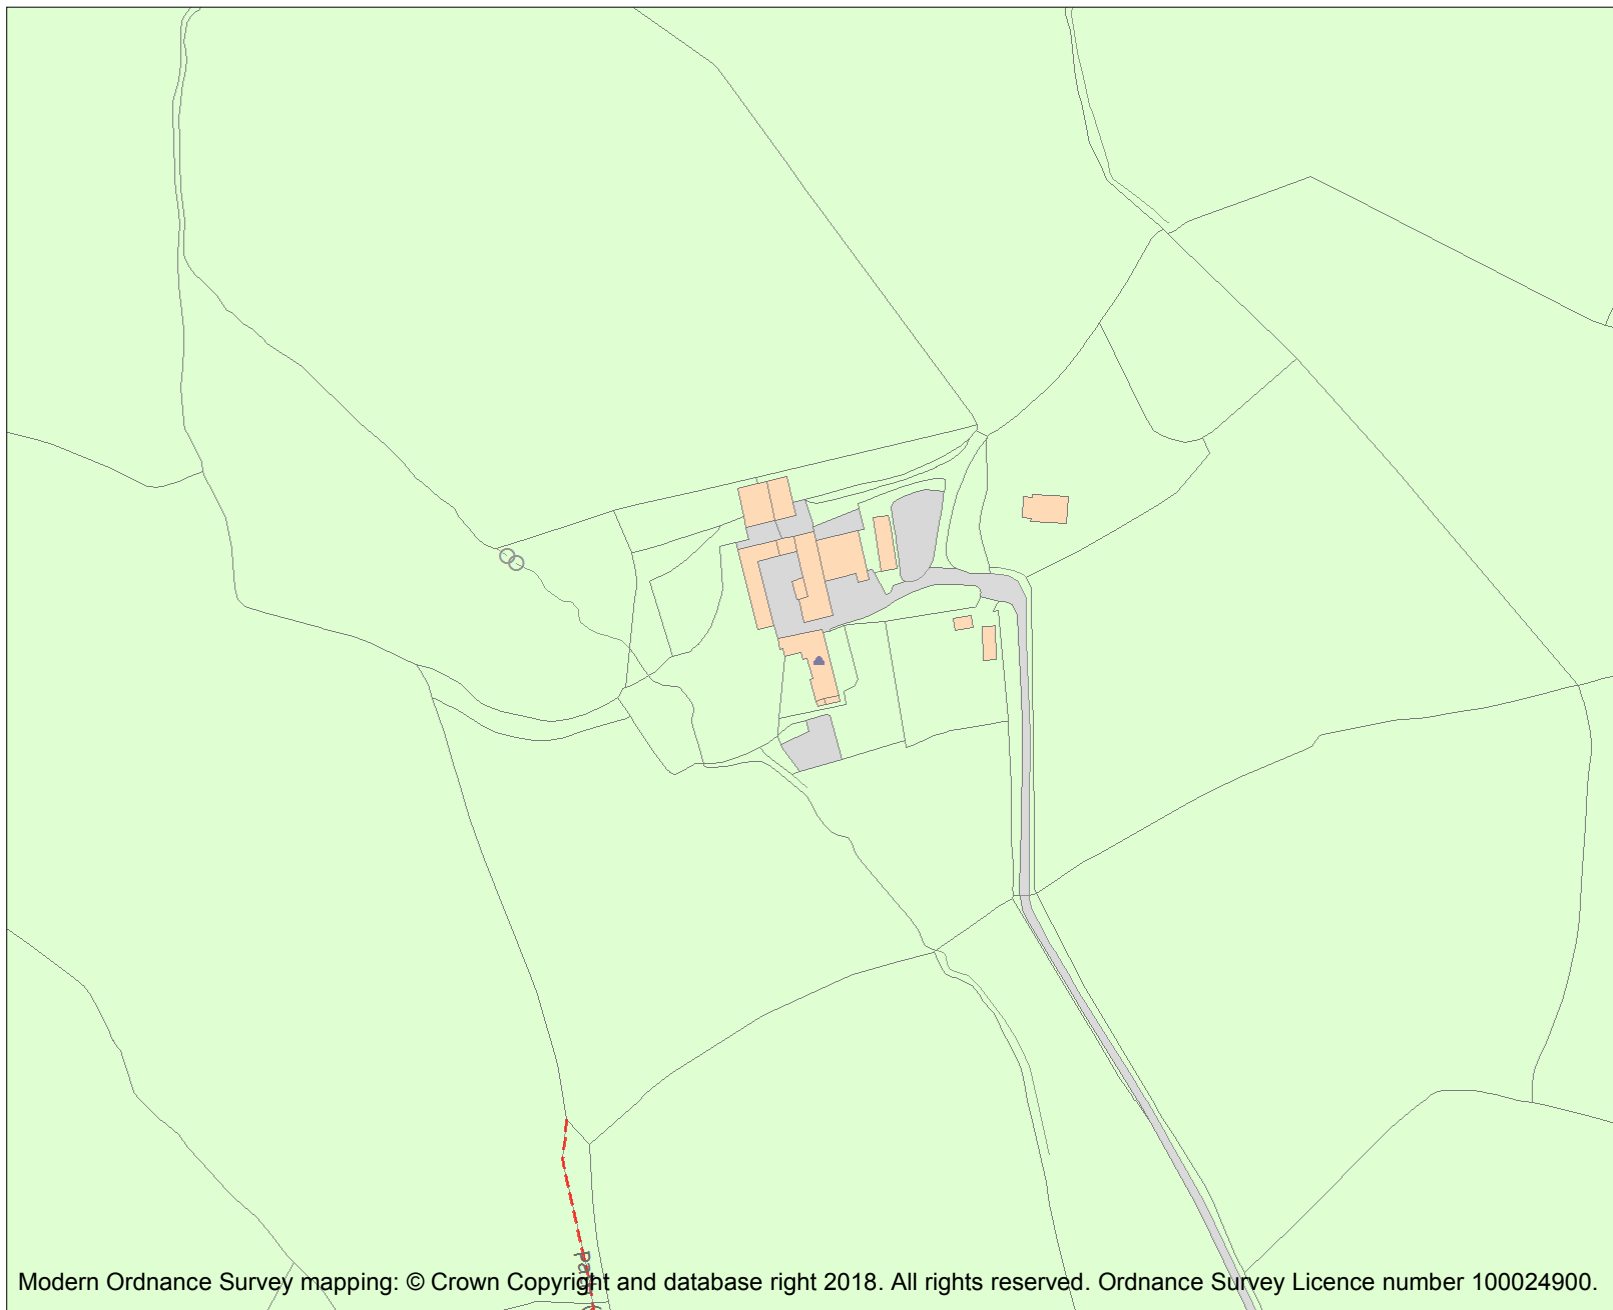 Modern Ordnance Survey mapping: © Crown Copyright and database right 2018. All rights reserved. Ordnance Survey Licence number 100024900.